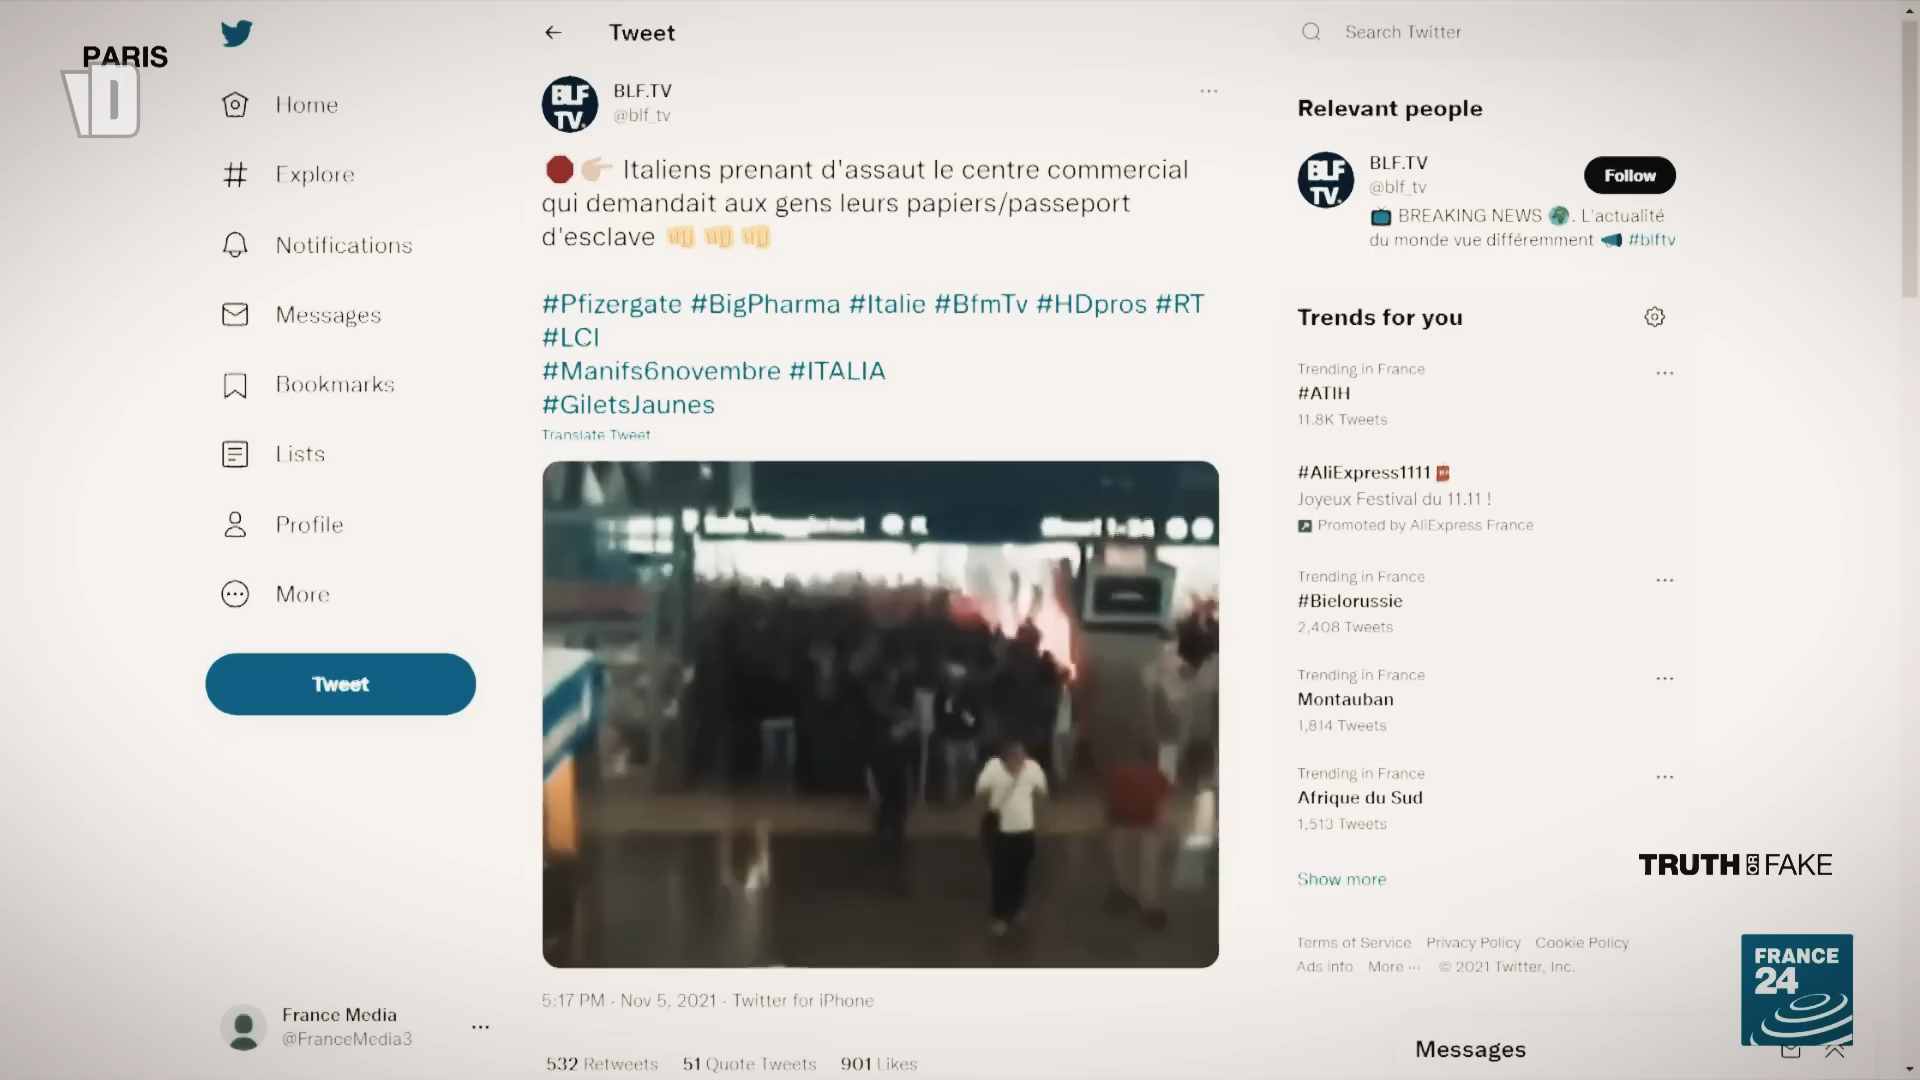 PARIS
D
Home
Explore
Notifications
Messages
Bookmarks
Lists
Profile
More
Tweet
France Media
@FranceMedia3
Tweet
BLF TV.
BLF.TV
@blf_tv
Italiens prenant d'assaut le centre commercial
qui demandait aux gens leurs papiers/passeport
d'esclave
#Pfizergate #BigPharma #Italie #BfmTv #HDpros #RT
#LCI
#Manifs6novembre #ITALIA
#GiletsJaunes
Translate Tweet
5:17 PM · Nov 5, 2021 · Twitter for iPhone
532 Retweets 51 Quote Tweets 901 Likes
Search Twitter
Relevant people
BLF TV.
BLF.TV
@blf_tv
Follow
BREAKING NEWS . L'actualité
du monde vue différemment #blftv
Trends for you
Trending in France
#ATIH
11.8K Tweets
#AliExpress1111
Joyeux Festival du 11.11 !
Promoted by AliExpress France
Trending in France
#Bielorussie
2,408 Tweets
Trending in France
Montauban
1,814 Tweets
Trending in France
Afrique du Sud
1,513 Tweets
Show more
TRUTH OR FAKE
Terms of Service Privacy Policy Cookie Policy
Ads info More ··· © 2021 Twitter, Inc.
FRANCE
24
Messages